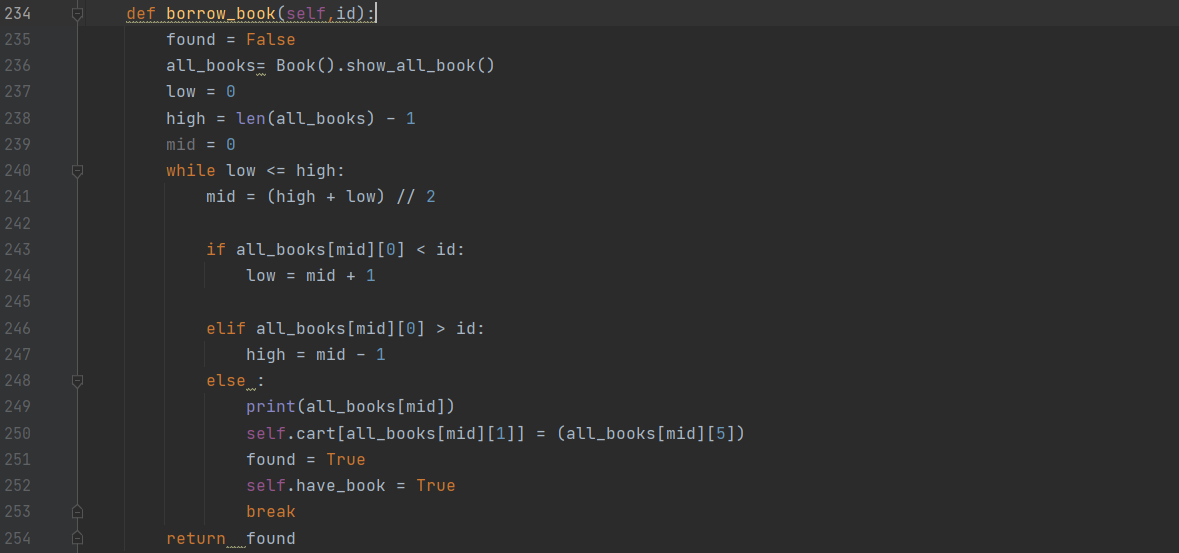 234 def borrow_book(self,id):
235 found = False
236 all_books= Book().show_all_book()
237 low = 0
238 high = len(all_books) - 1
239 mid = 0
240 while low <= high:
241 mid = (high + low) // 2
242
243 if all_books[mid][0] < id:
244 low = mid + 1
245
246 elif all_books[mid][0] > id:
247 high = mid - 1
248 else :
249 print(all_books[mid])
250 self.cart[all_books[mid][1]] = (all_books[mid][5])
251 found = True
252 self.have_book = True
253 break
254 return  found